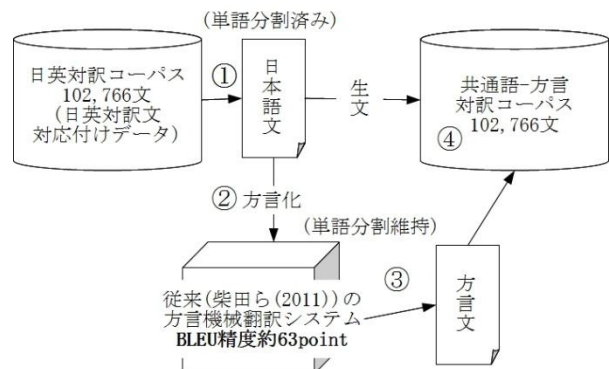 (単語分割済み)
日英対訳コーパス
102,766文
(日英対訳文
対応付けデータ)
①
日本語文
生文
共通語-方言
対訳コーパス
102,766文
④
② 方言化
(単語分割維持)
従来(柴田ら(2011))の
方言機械翻訳システム
BLEU精度約63point
③
方言文